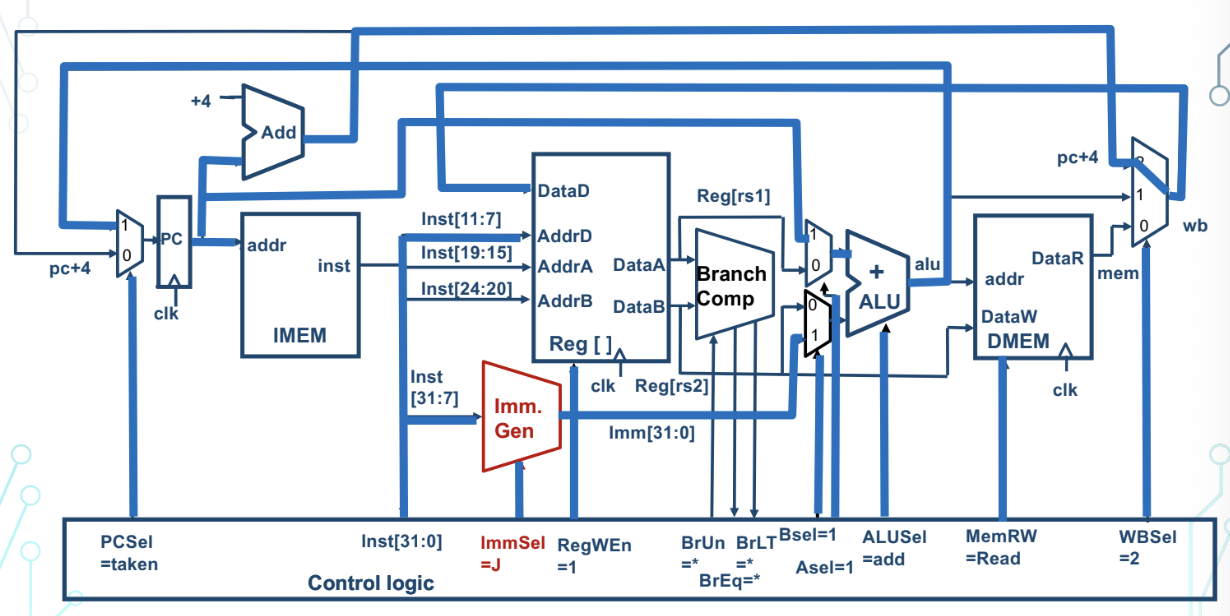 +4
Add
pc+4
1
0
pc+4
PC
clk
addr
inst
IMEM
Inst[11:7]
Inst[19:15]
Inst[24:20]
Inst
[31:7]
DataD
AddrD
AddrA
AddrB
DataA
DataB
Reg [ ]
clk
Imm.
Gen
Imm[31:0]
Reg[rs1]
Reg[rs2]
Branch
Comp
1
0
0
1
+
ALU
alu
addr
DataW
DataR
DMEM
clk
mem
2
1
0
wb
PCSel
=taken
Inst[31:0]
ImmSel
=J
RegWEn
=1
BrUn
=*
BrEq=*
BrLT
=*
Bsel=1
Asel=1
ALUSel
=add
MemRW
=Read
WBSel
=2
Control logic